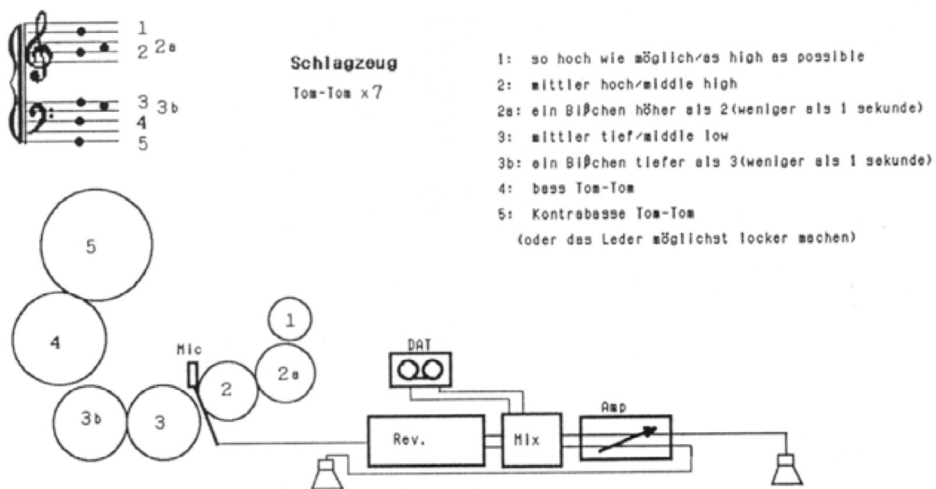 1
2 2a
3 3b
4
5
Schlagzeug
Tom-Tom x7
1: so hoch wie möglich/as high as possible
2: mittler hoch/middle high
2a: ein Bißchen höher als 2(weniger als 1 sekunde)
3: mittler tief/middle low
3b: ein Bißchen tiefer als 3(weniger als 1 sekunde)
4: bass Tom-Tom
5: Kontrabasse Tom-Tom
(oder das Leder möglichst locker machen)
5
4
3b
3
Mic
2
2a
1
DAT
Rev.
Mix
Amp